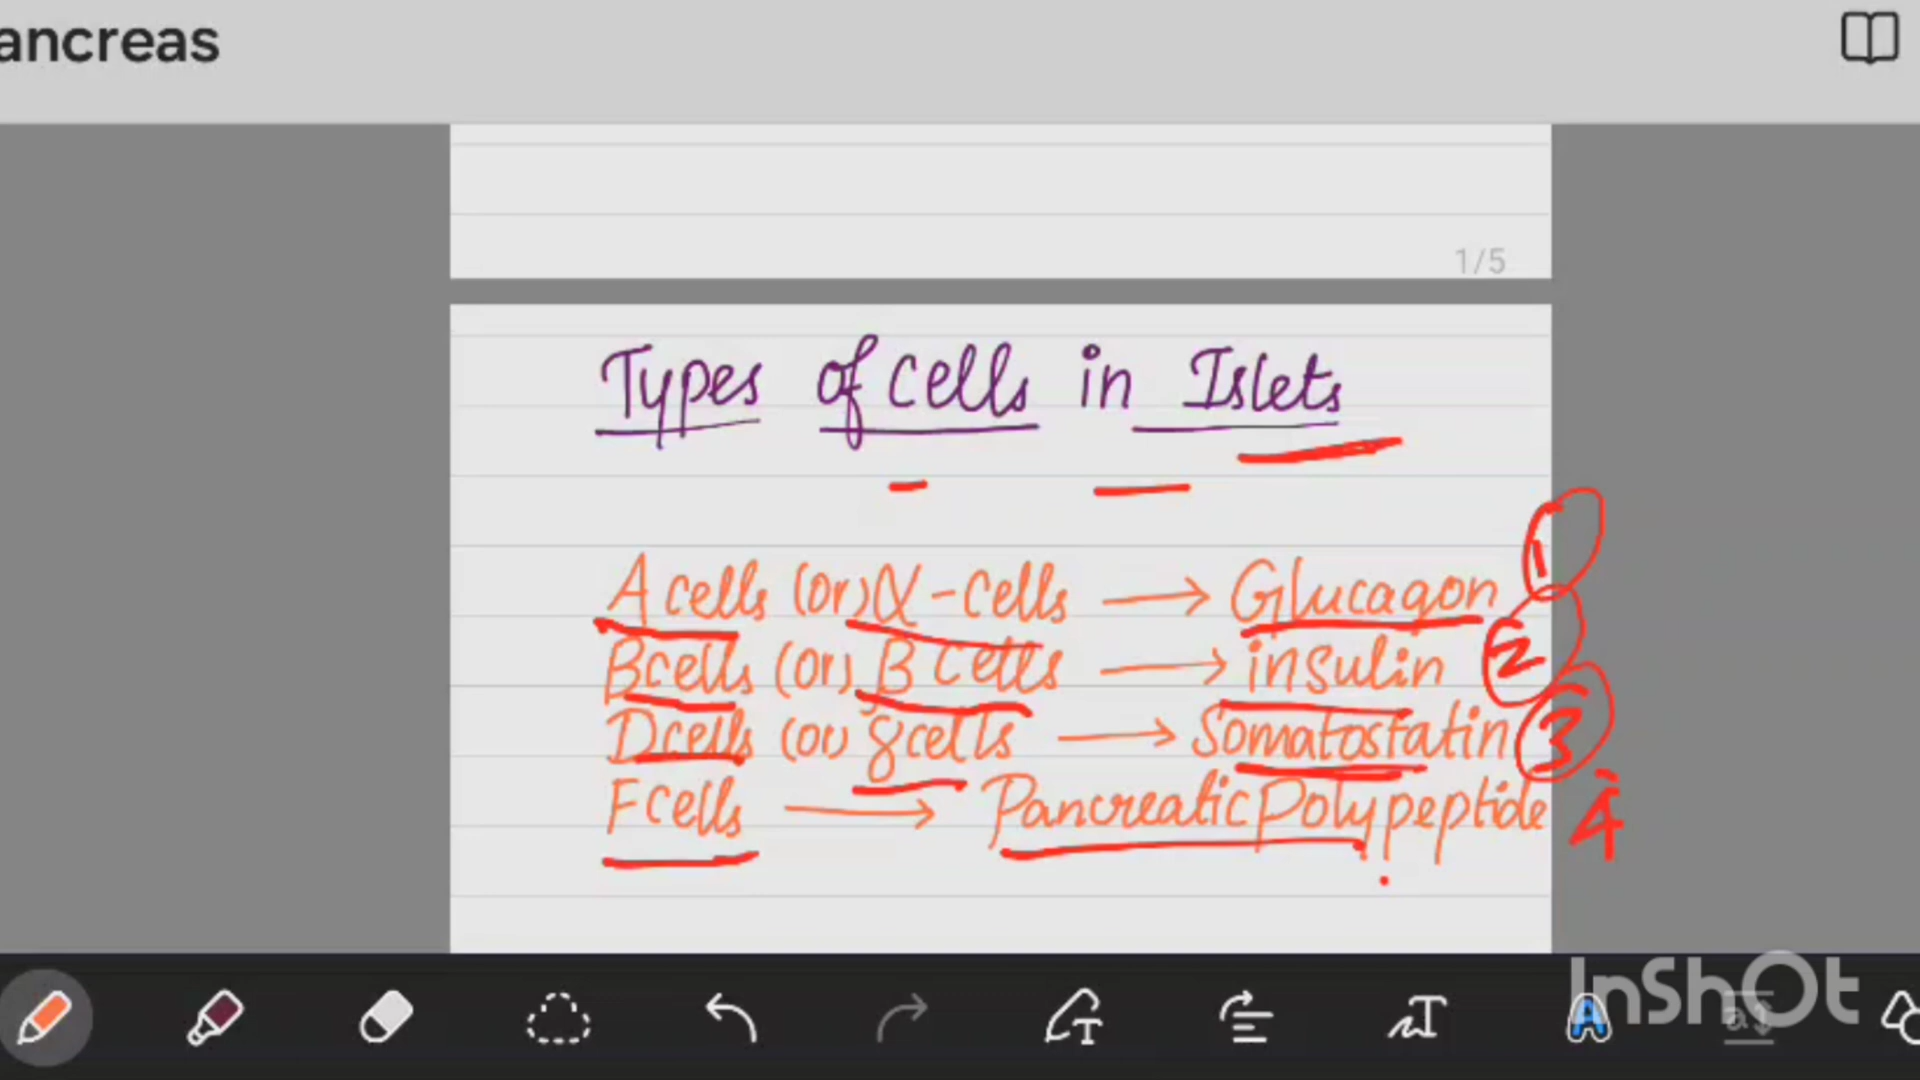 ancreas
1/5
Types of cells in Islets
A cells (or) α-cells → Glucagon 1
B cells (or) B cells → insulin 2
D cells (or) 8 cells → Somatostatin 3
F cells → Pancreatic Polypeptide 4
InShOt